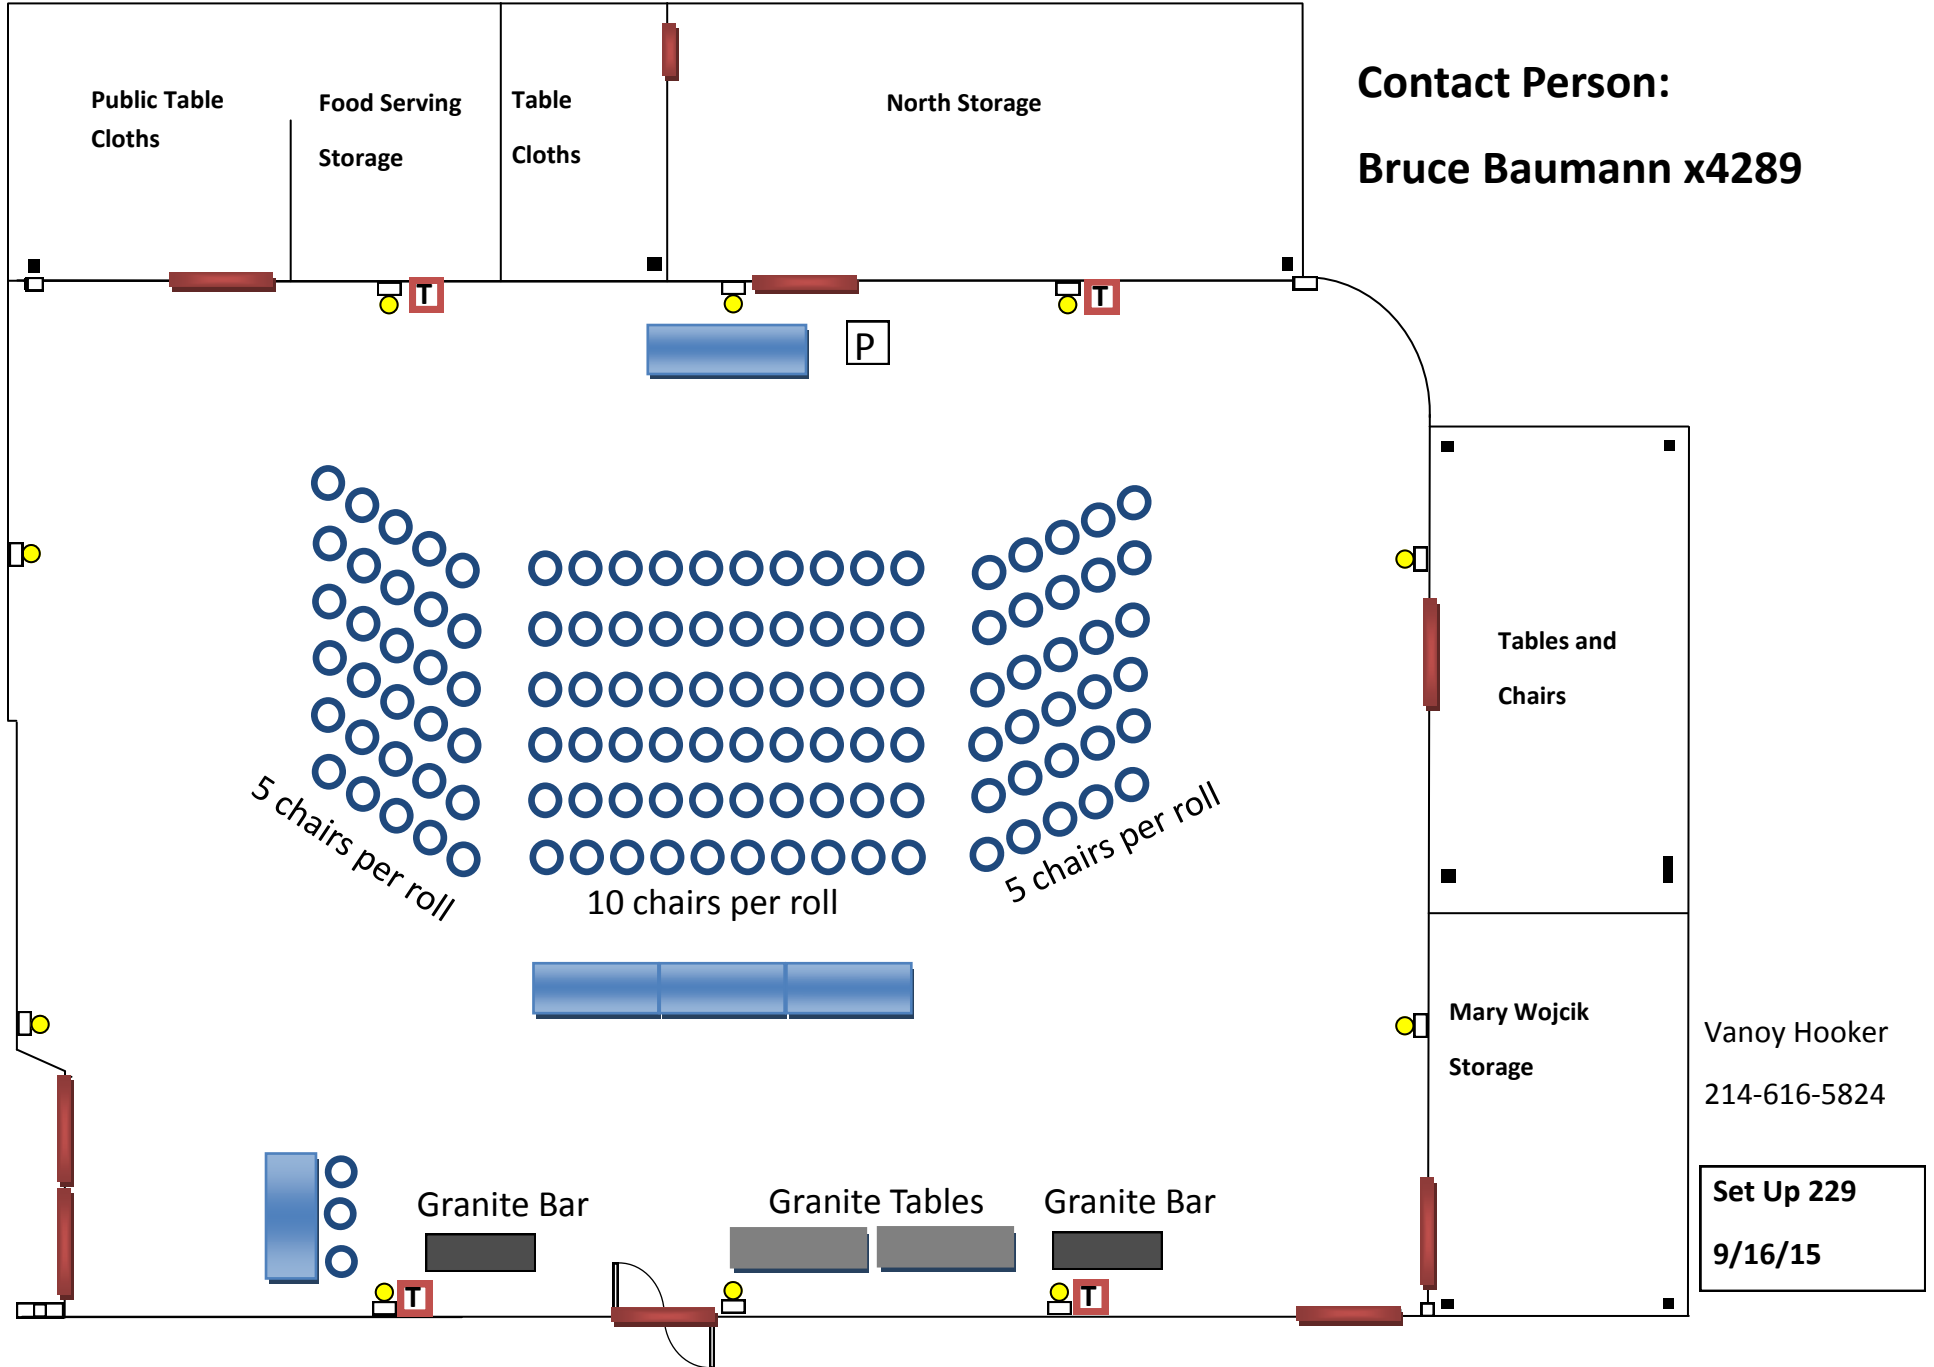 Public Table
Cloths
Food Serving
Storage
Table
Cloths
North Storage
Contact Person:
Bruce Baumann x4289
T
T
P
Tables and
Chairs
5 chairs per roll
10 chairs per roll
5 chairs per roll
Mary Wojcik
Storage
Vanoy Hooker
214-616-5824
Granite Bar
Granite Tables
Granite Bar
Set Up 229
9/16/15
T
T